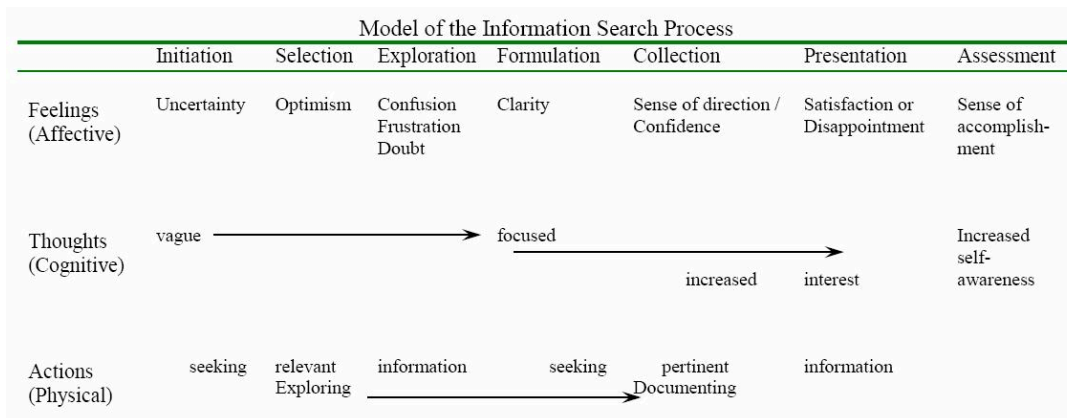 Model of the Information Search Process
Initiation Selection Exploration Formulation Collection Presentation Assessment
Feelings Uncertainty Optimism Confusion Clarity Sense of direction / Satisfaction or Sense of
(Affective) Frustration Confidence Disappointment accomplish-
Doubt ment
Thoughts vague focused Increased
(Cognitive) self-
increased interest awareness
Actions seeking relevant information seeking pertinent information
(Physical) Exploring Documenting